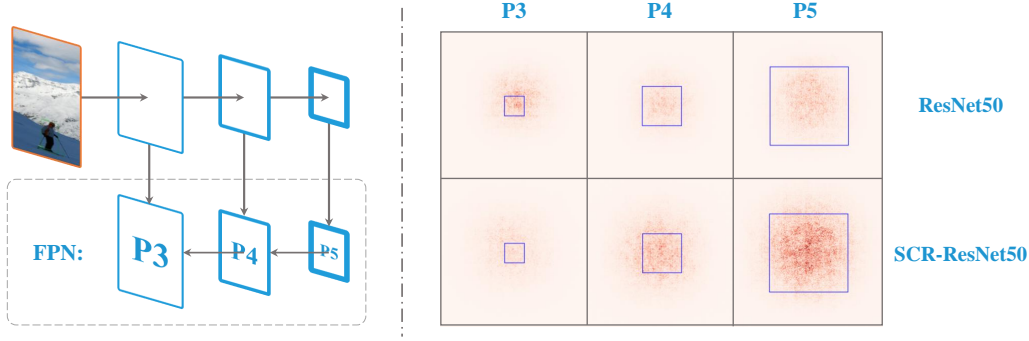 FPN:
P3
P4
P5
P3 P4 P5
ResNet50
SCR-ResNet50